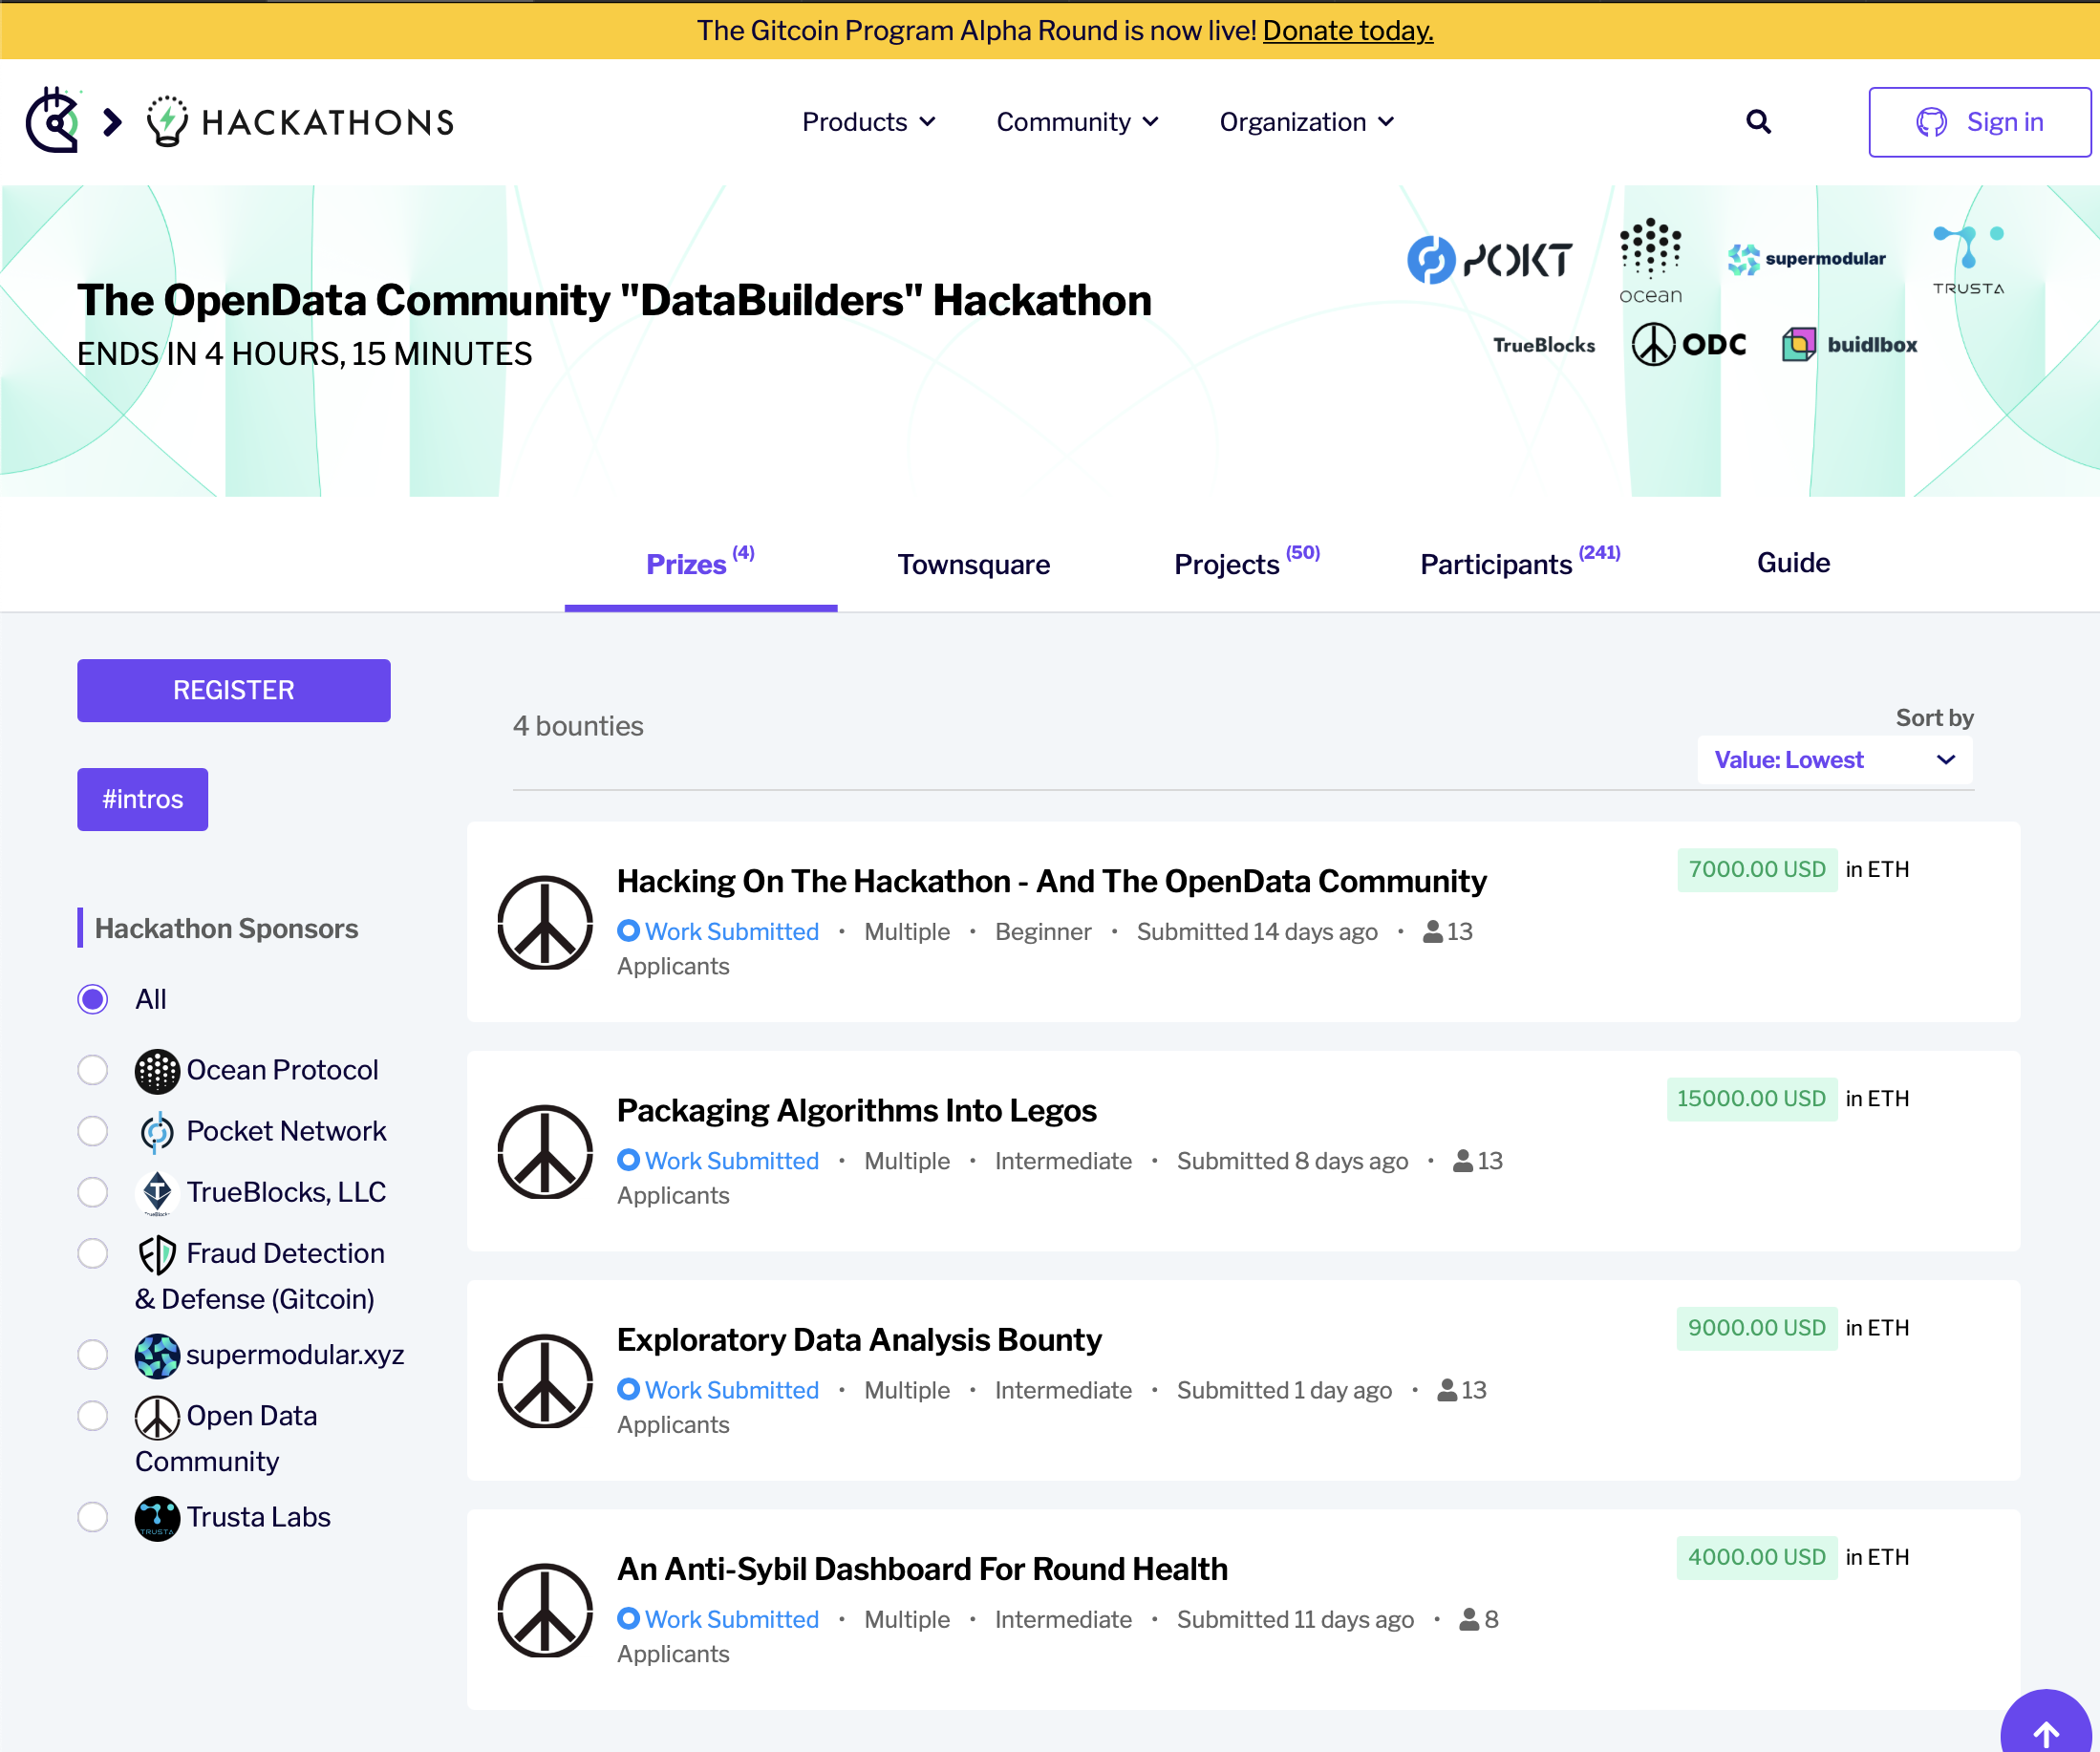 The Gitcoin Program Alpha Round is now live! Donate today.
HACKATHONS
Products
Community
Organization
Sign in
The OpenData Community "DataBuilders" Hackathon
ENDS IN 4 HOURS, 15 MINUTES
POKT
ocean
supermodular
TRUSTA
TrueBlocks
ODC
buidlbox
Prizes (4)
Townsquare
Projects (50)
Participants (241)
Guide
REGISTER
#intros
Hackathon Sponsors
All
Ocean Protocol
Pocket Network
TrueBlocks, LLC
Fraud Detection
& Defense (Gitcoin)
supermodular.xyz
Open Data
Community
TRUSTA
Trusta Labs
4 bounties
Sort by
Value: Lowest
Hacking On The Hackathon - And The OpenData Community
7000.00 USD in ETH
Work Submitted • Multiple • Beginner • Submitted 14 days ago • 13
Applicants
Packaging Algorithms Into Legos
15000.00 USD in ETH
Work Submitted • Multiple • Intermediate • Submitted 8 days ago • 13
Applicants
Exploratory Data Analysis Bounty
9000.00 USD in ETH
Work Submitted • Multiple • Intermediate • Submitted 1 day ago • 13
Applicants
An Anti-Sybil Dashboard For Round Health
4000.00 USD in ETH
Work Submitted • Multiple • Intermediate • Submitted 11 days ago • 8
Applicants